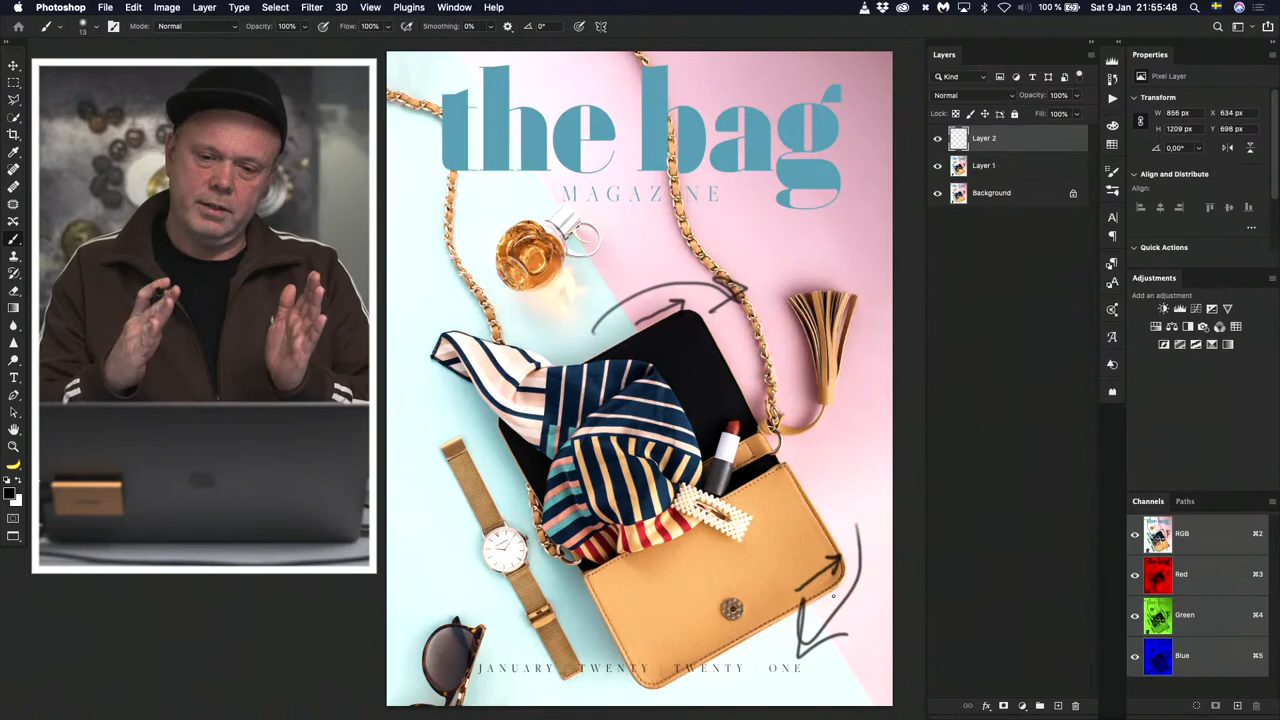 Photoshop File Edit Image Layer Type Select Filter 3D View Plugins Window Help 100 % Sat 9 Jan 21:55:48
13 Mode: Normal Opacity: 100% Flow: 100% Smoothing: 0% 0°
Layers
Kind
Normal Opacity: 100%
Lock: Fill: 100%
Layer 2
Layer 1
Background
Properties
Pixel Layer
Transform
W 856 px X 634 px
H 1209 px Y 698 px
0,00°
Align and Distribute
Align:
Quick Actions
Adjustments
Add an adjustment
Channels Paths
RGB ⌘2
Red ⌘3
Green ⌘4
Blue ⌘5
the bag
MAGAZINE
JANUARY | TWENTY | TWENTY | ONE